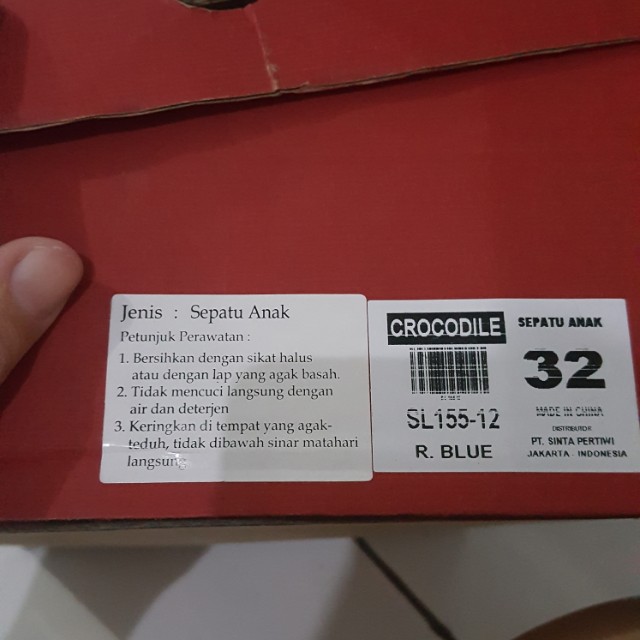 Jenis : Sepatu Anak
Petunjuk Perawatan :
1. Bersihkan dengan sikat halus
atau dengan lap yang agak basah.
2. Tidak mencuci langsung dengan
air dan deterjen
3. Keringkan di tempat yang agak-
teduh, tidak dibawah sinar matahari
langsung
CROCODILE
SEPATU ANAK
32
SL155-12
R. BLUE
MADE IN CHINA
DISTRIBUTOR
PT. SINTA PERTIWI
JAKARTA - INDONESIA